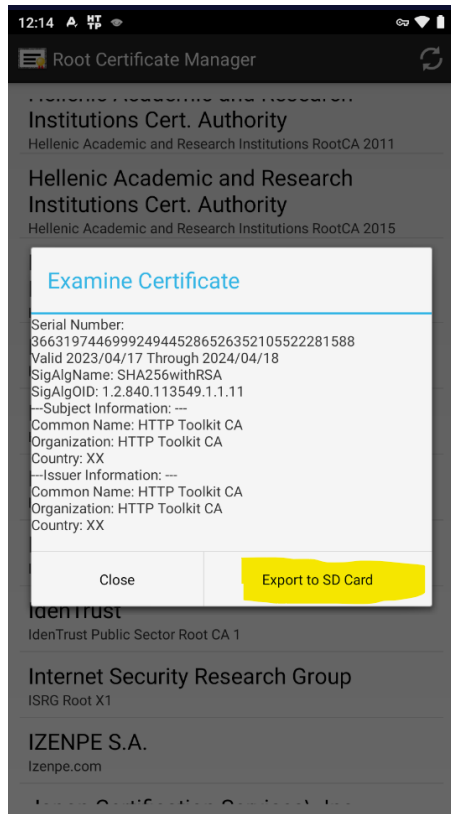 12:14
HT
TP
Root Certificate Manager
Institutions Cert. Authority
Hellenic Academic and Research Institutions RootCA 2011
Hellenic Academic and Research
Institutions Cert. Authority
Hellenic Academic and Research Institutions RootCA 2015
Examine Certificate
Serial Number:
36631974469992494452865263521055222 81588
Valid 2023/04/17 Through 2024/04/18
SigAlgName: SHA256withRSA
SigAlgOID: 1.2.840.113549.1.1.11
---Subject Information: ---
Common Name: HTTP Toolkit CA
Organization: HTTP Toolkit CA
Country: XX
---Issuer Information: ---
Common Name: HTTP Toolkit CA
Organization: HTTP Toolkit CA
Country: XX
Close
Export to SD Card
IdenTrust
IdenTrust Public Sector Root CA 1
Internet Security Research Group
ISRG Root X1
IZENPE S.A.
Izenpe.com